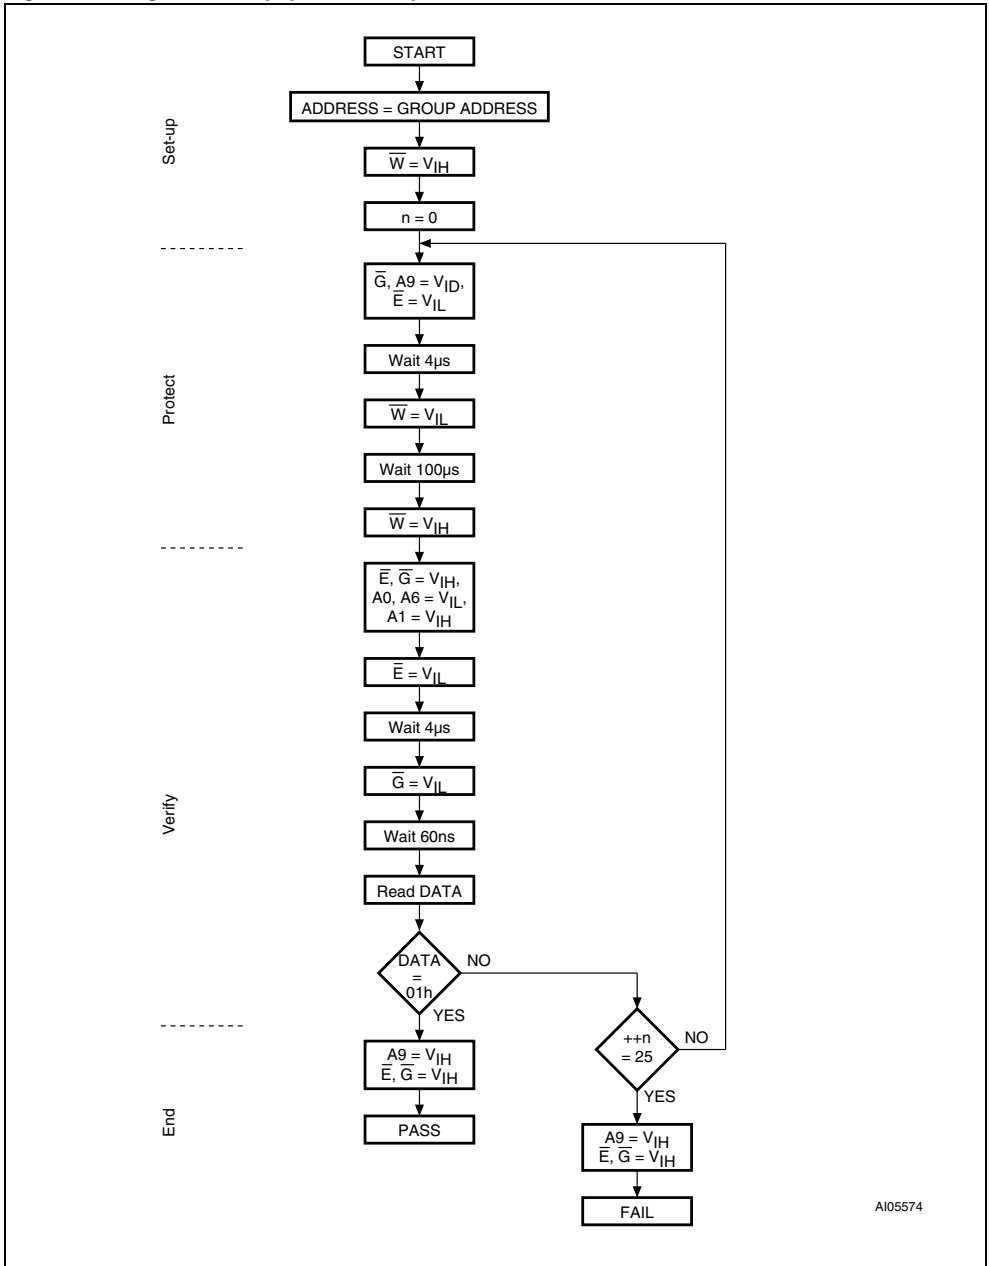 START
ADDRESS = GROUP ADDRESS
Set-up
W̅ = VIH
n = 0
G̅, A9 = VID,
E̅ = VIL
Wait 4µs
Protect
W̅ = VIL
Wait 100µs
W̅ = VIH
E̅, G̅ = VIH,
A0, A6 = VIL,
A1 = VIH
E̅ = VIL
Wait 4µs
G̅ = VIL
Verify
Wait 60ns
Read DATA
DATA
=
01h
NO
YES
++n
= 25
NO
YES
A9 = VIH
E̅, G̅ = VIH
End
PASS
A9 = VIH
E̅, G̅ = VIH
FAIL
AI05574